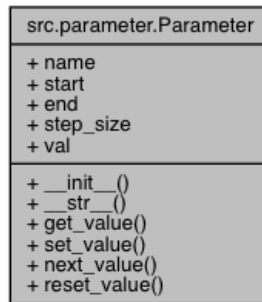 src.parameter.Parameter
+ name
+ start
+ end
+ step_size
+ val
+ __init__()
+ __str__()
+ get_value()
+ set_value()
+ next_value()
+ reset_value()